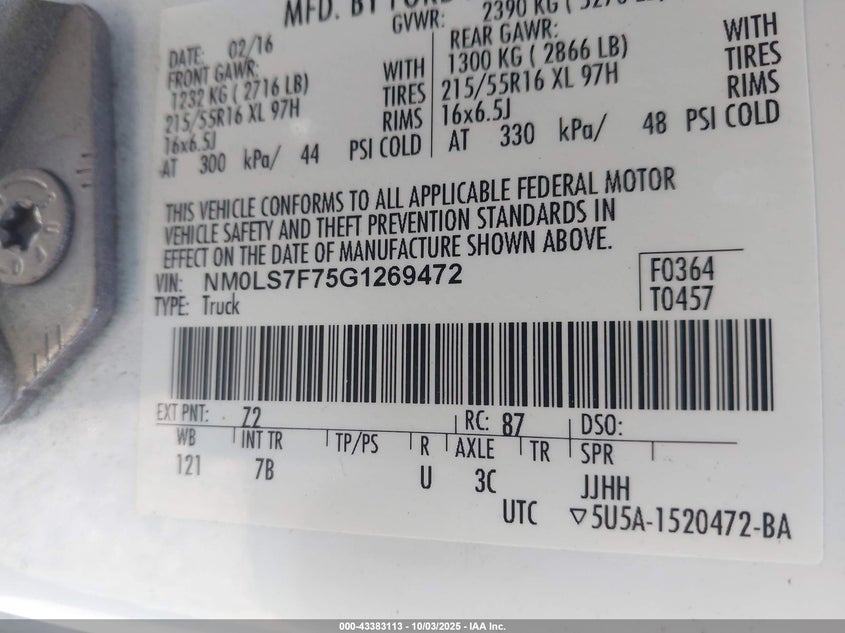 MFD. BY FORD
GVWR: 2390 KG
DATE: 02/16
FRONT GAWR:
1232 KG ( 2716 LB) WITH
215/55R16 XL 97H TIRES
16x6.5J RIMS
AT 300 kPa/ 44 PSI COLD
REAR GAWR:
1300 KG ( 2866 LB) WITH
215/55R16 XL 97H TIRES
16x6.5J RIMS
AT 330 kPa/ 48 PSI COLD
THIS VEHICLE CONFORMS TO ALL APPLICABLE FEDERAL MOTOR
VEHICLE SAFETY AND THEFT PREVENTION STANDARDS IN
EFFECT ON THE DATE OF MANUFACTURE SHOWN ABOVE.
VIN: NM0LS7F75G1269472
TYPE: Truck
F0364
T0457
EXT PNT: Z2 RC: 87 DSO:
WB INT TR TP/PS R AXLE TR SPR
121 7B U 3C JJHH
UTC ▽5U5A-1520472-BA
000-43383113 - 10/03/2025 - IAA Inc.